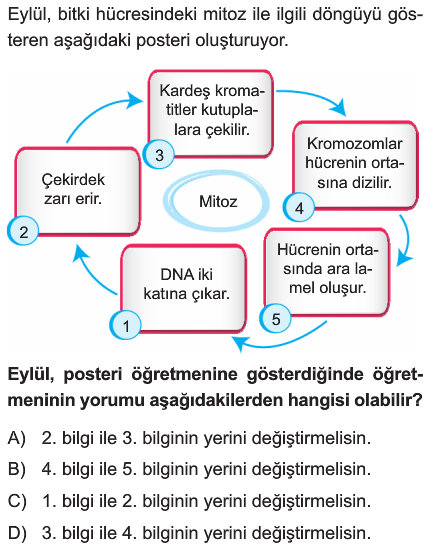 Eylül, bitki hücresindeki mitoz ile ilgili döngüyü gös-
teren aşağıdaki posteri oluşturuyor.
Kardeş kroma-
titler kutupla-
lara çekilir.
3
Kromozomlar
hücrenin orta-
sına dizilir.
4
Çekirdek
zarı erir.
2
Mitoz
Hücrenin orta-
sında ara la-
mel oluşur.
5
DNA iki
katına çıkar.
1
Eylül, posteri öğretmenine gösterdiğinde öğret-
meninin yorumu aşağıdakilerden hangisi olabilir?
A) 2. bilgi ile 3. bilginin yerini değiştirmelisin.
B) 4. bilgi ile 5. bilginin yerini değiştirmelisin.
C) 1. bilgi ile 2. bilginin yerini değiştirmelisin.
D) 3. bilgi ile 4. bilginin yerini değiştirmelisin.